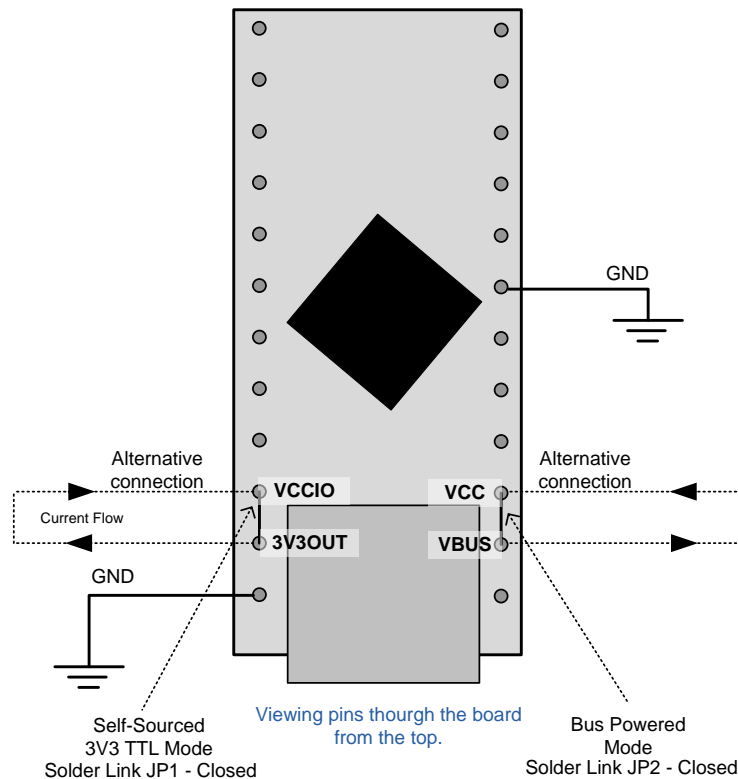 GND
Alternative
connection
Alternative
connection
VCCIO
VCC
Current Flow
3V3OUT
VBUS
GND
Viewing pins thourgh the board
from the top.
Self-Sourced
3V3 TTL Mode
Solder Link JP1 - Closed
Bus Powered
Mode
Solder Link JP2 - Closed